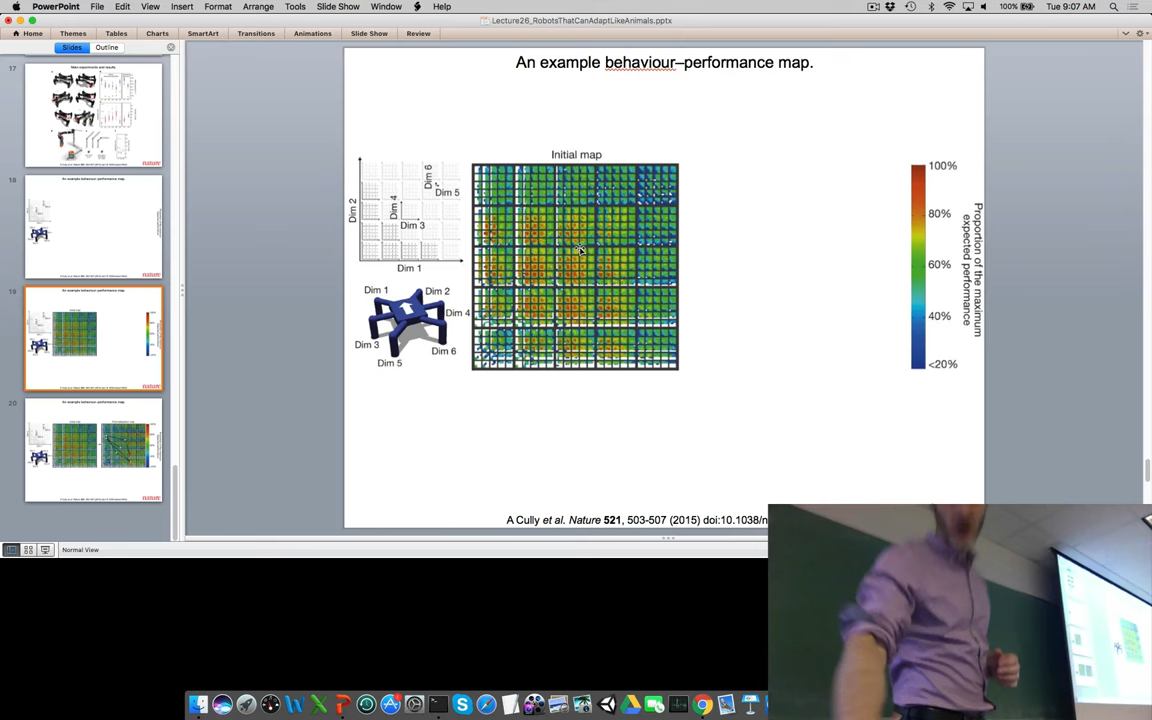 PowerPoint File Edit View Insert Format Arrange Tools Slide Show Window Help 100% Tue 9:07 AM
Lecture26_RobotsThatCanAdaptLikeAnimals.pptx
Home Themes Tables Charts SmartArt Transitions Animations Slide Show Review
Slides Outline
17
18
19
20
nature
nature
nature
nature
An example behaviour–performance map.
Initial map
Dim 2
Dim 4
Dim 6
Dim 5
Dim 3
Dim 1
Dim 1
Dim 2
Dim 4
Dim 3
Dim 6
Dim 5
100%
80%
60%
40%
<20%
Proportion of the maximum
expected performance
A Cully et al. Nature 521, 503-507 (2015) doi:10.1038/n
Normal View